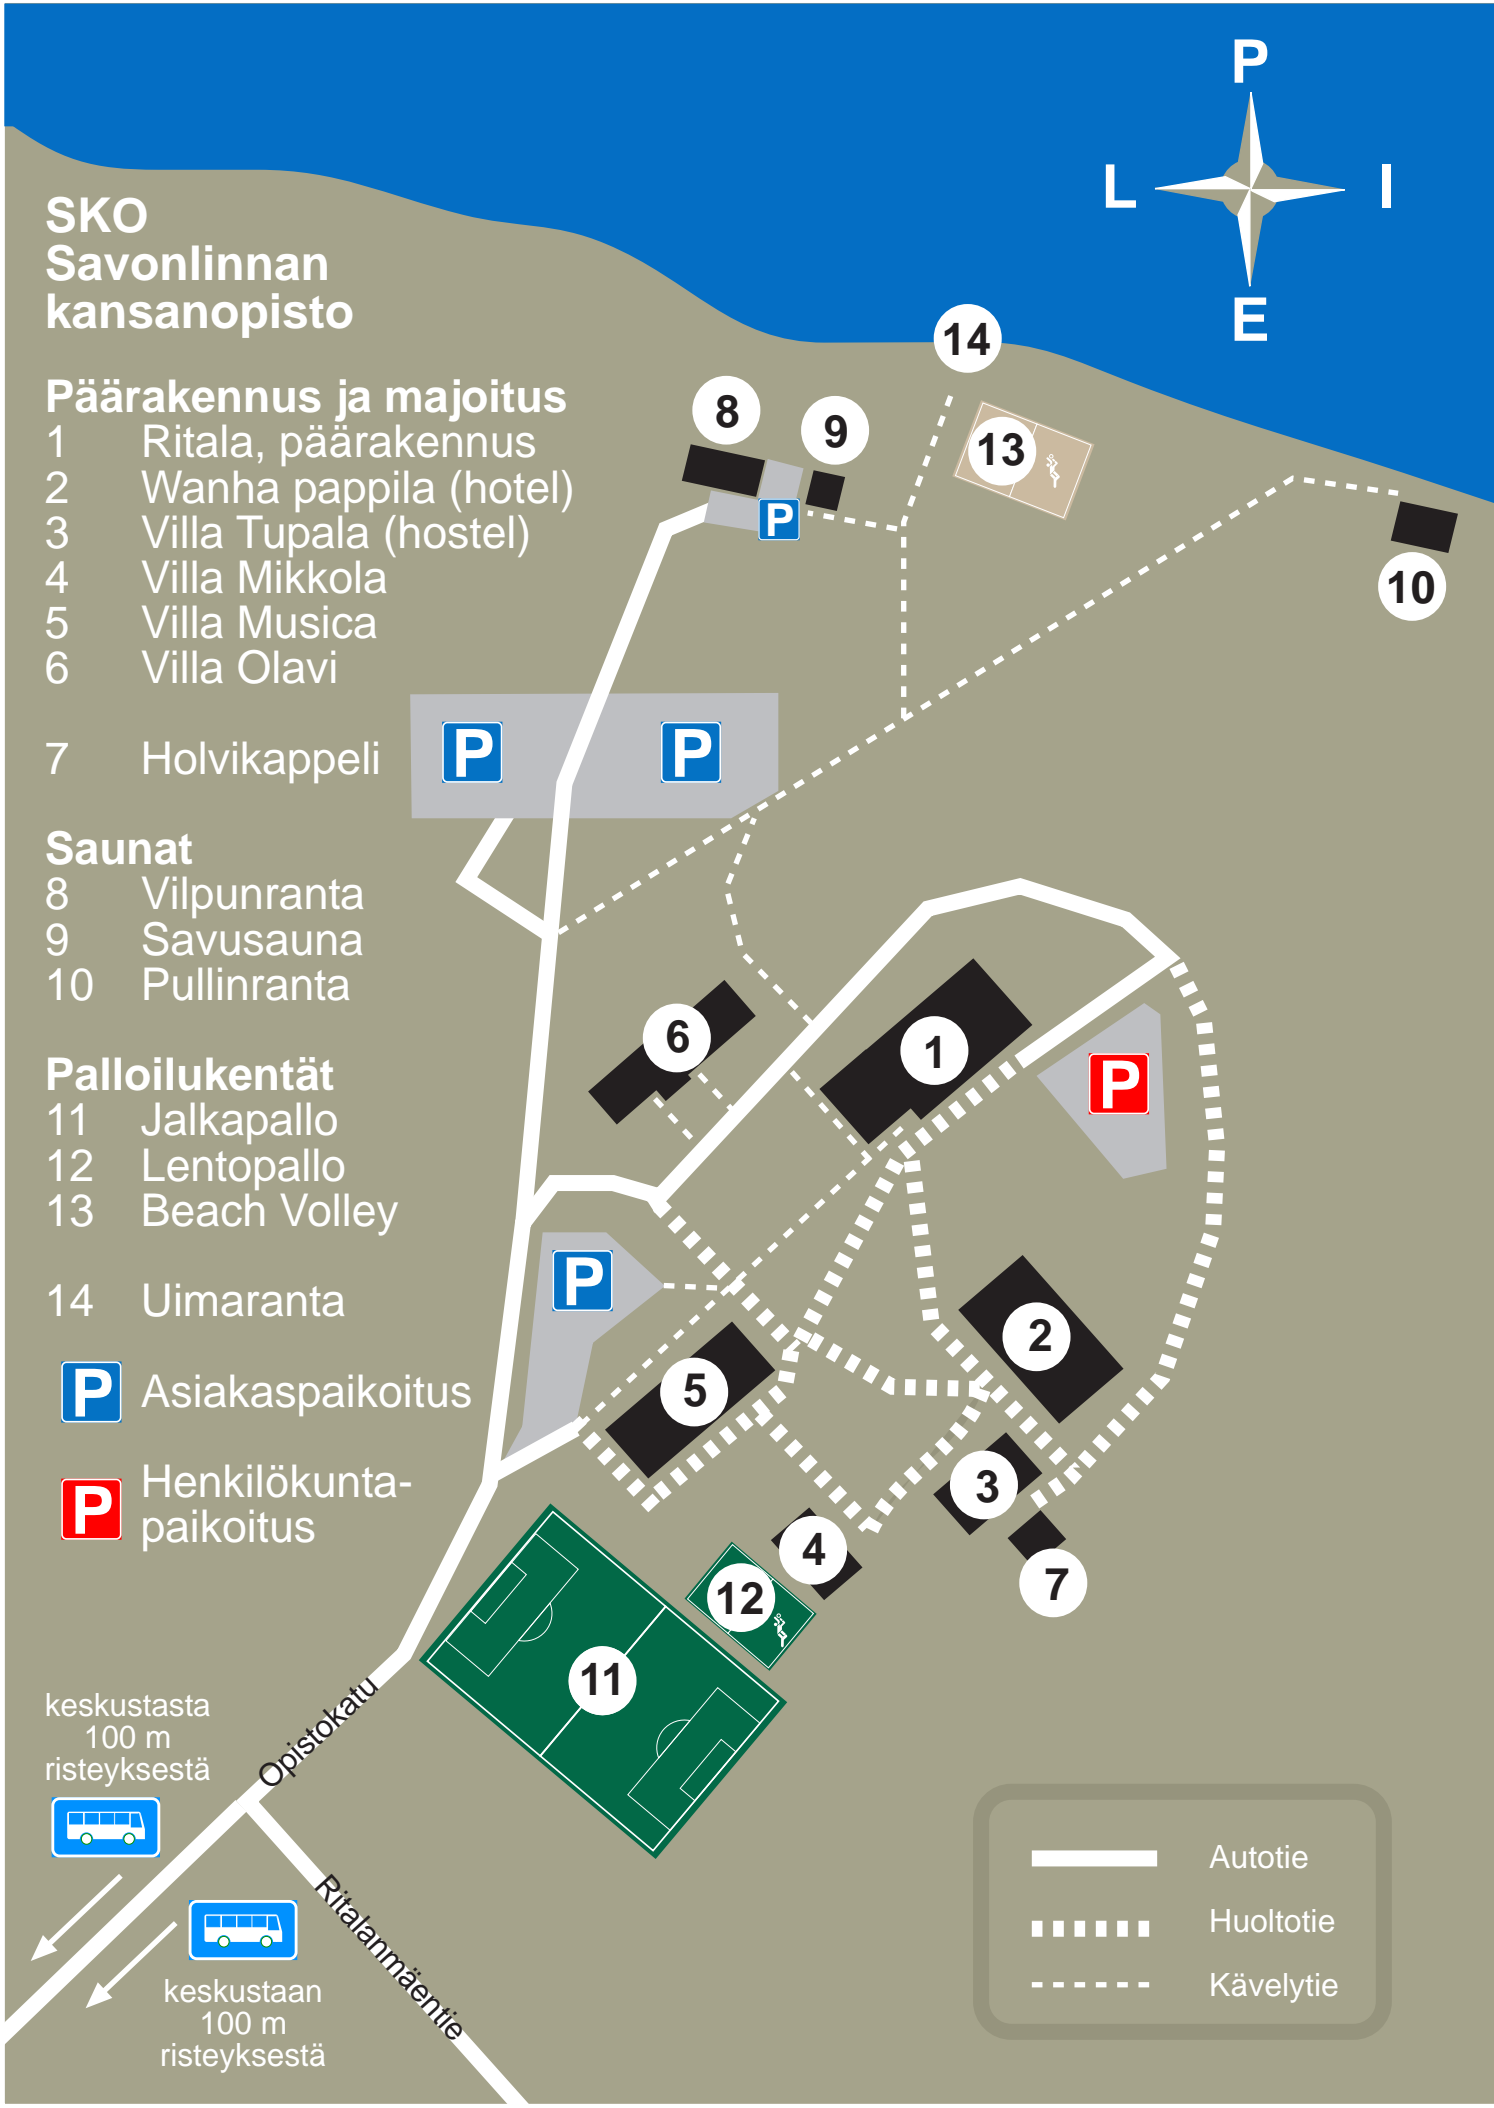 P
L
I
E
SKO
Savonlinnan
kansanopisto
Päärakennus ja majoitus
1 Ritala, päärakennus
2 Wanha pappila (hotel)
3 Villa Tupala (hostel)
4 Villa Mikkola
5 Villa Musica
6 Villa Olavi
7 Holvikappeli
Saunat
8 Vilpunranta
9 Savusauna
10 Pullinranta
Palloilukentät
11 Jalkapallo
12 Lentopallo
13 Beach Volley
14 Uimaranta
P Asiakaspaikoitus
P Henkilökunta-
paikoitus
14
8
9
13
P
10
P
P
6
1
P
P
2
5
3
4
7
12
11
Opistokatu
Ritalanmäentie
keskustasta
100 m
risteyksestä
keskustaan
100 m
risteyksestä
Autotie
Huoltotie
Kävelytie